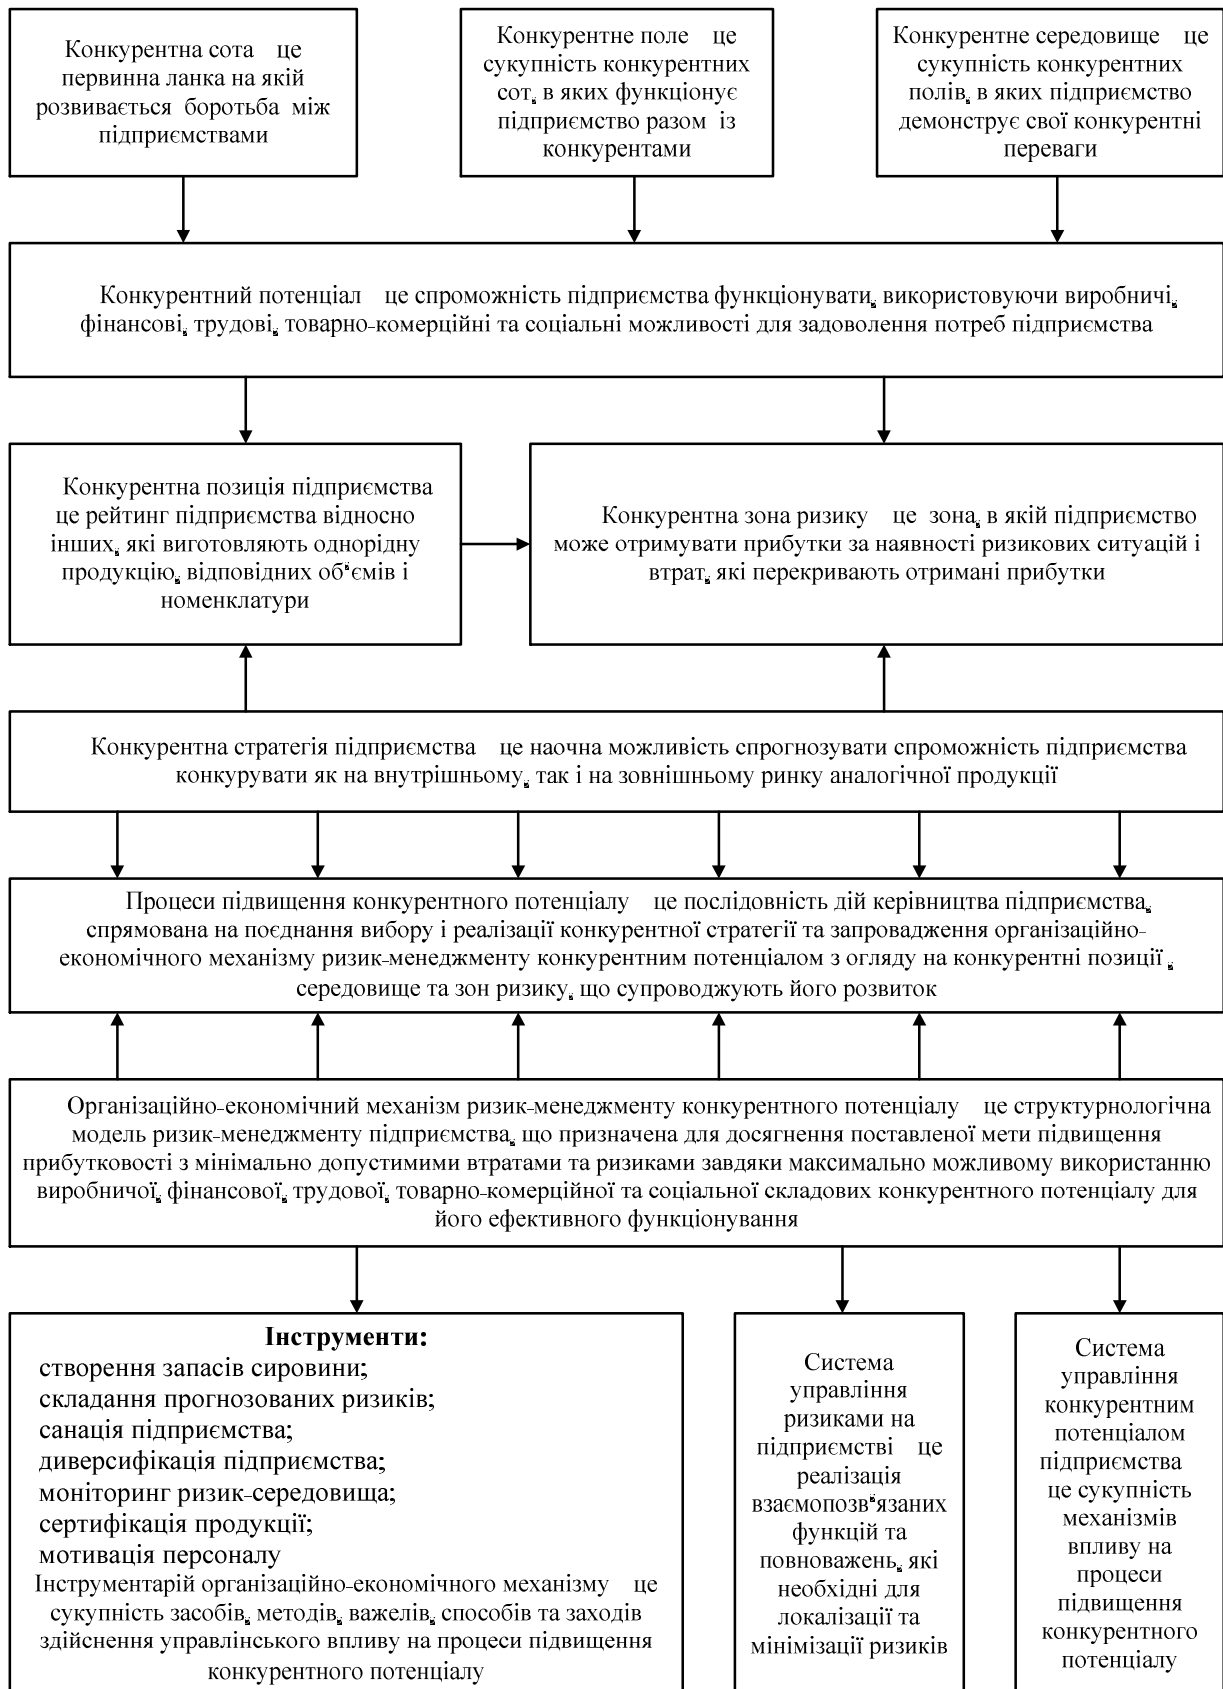 Конкурентна сота це
первинна ланка на якій
розвивається боротьба між
підприємствами
Конкурентне поле це
сукупність конкурентних
сот, в яких функціонує
підприємство разом із
конкурентами
Конкурентне середовище це
сукупність конкурентних
полів, в яких підприємство
демонструє свої конкурентні
переваги
Конкурентний потенціал це спроможність підприємства функціонувати, використовуючи виробничі,
фінансові, трудові, товарно-комерційні та соціальні можливості для задоволення потреб підприємства
Конкурентна позиція підприємства
це рейтинг підприємства відносно
інших, які виготовляють однорідну
продукцію, відповідних об'ємів і
номенклатури
Конкурентна зона ризику це зона, в якій підприємство
може отримувати прибутки за наявності ризикових ситуацій і
втрат, які перекривають отримані прибутки
Конкурентна стратегія підприємства це наочна можливість спрогнозувати спроможність підприємства
конкурувати як на внутрішньому, так і на зовнішньому ринку аналогічної продукції
Процеси підвищення конкурентного потенціалу це послідовність дій керівництва підприємства,
спрямована на поєднання вибору і реалізації конкурентної стратегії та запровадження організаційно-
економічного механізму ризик-менеджменту конкурентним потенціалом з огляду на конкурентні позиції ,
середовище та зон ризику, що супроводжують його розвиток
Організаційно-економічний механізм ризик-менеджменту конкурентного потенціалу це структурнологічна
модель ризик-менеджменту підприємства, що призначена для досягнення поставленої мети підвищення
прибутковості з мінімально допустимими втратами та ризиками завдяки максимально можливому використанню
виробничої, фінансової, трудової, товарно-комерційної та соціальної складових конкурентного потенціалу для
його ефективного функціонування
Інструменти:
створення запасів сировини;
складання прогнозованих ризиків;
санація підприємства;
диверсифікація підприємства;
моніторинг ризик-середовища;
сертифікація продукції;
мотивація персоналу
Інструментарій організаційно-економічного механізму це
сукупність засобів, методів, важелів, способів та заходів
здійснення управлінського впливу на процеси підвищення
конкурентного потенціалу
Система
управління
ризиками на
підприємстві це
реалізація
взаємопозв'язаних
функцій та
повноважень, які
необхідні для
локалізації та
мінімізації ризиків
Система
управління
конкурентним
потенціалом
підприємства
це сукупність
механізмів
впливу на
процеси
підвищення
конкурентного
потенціалу